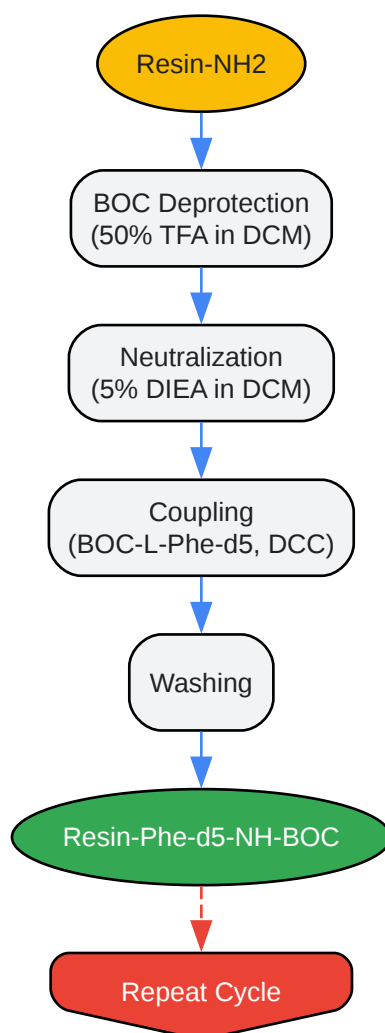 Resin-NH2
BOC Deprotection
(50% TFA in DCM)
Neutralization
(5% DIEA in DCM)
Coupling
(BOC-L-Phe-d5, DCC)
Washing
Resin-Phe-d5-NH-BOC
Repeat Cycle